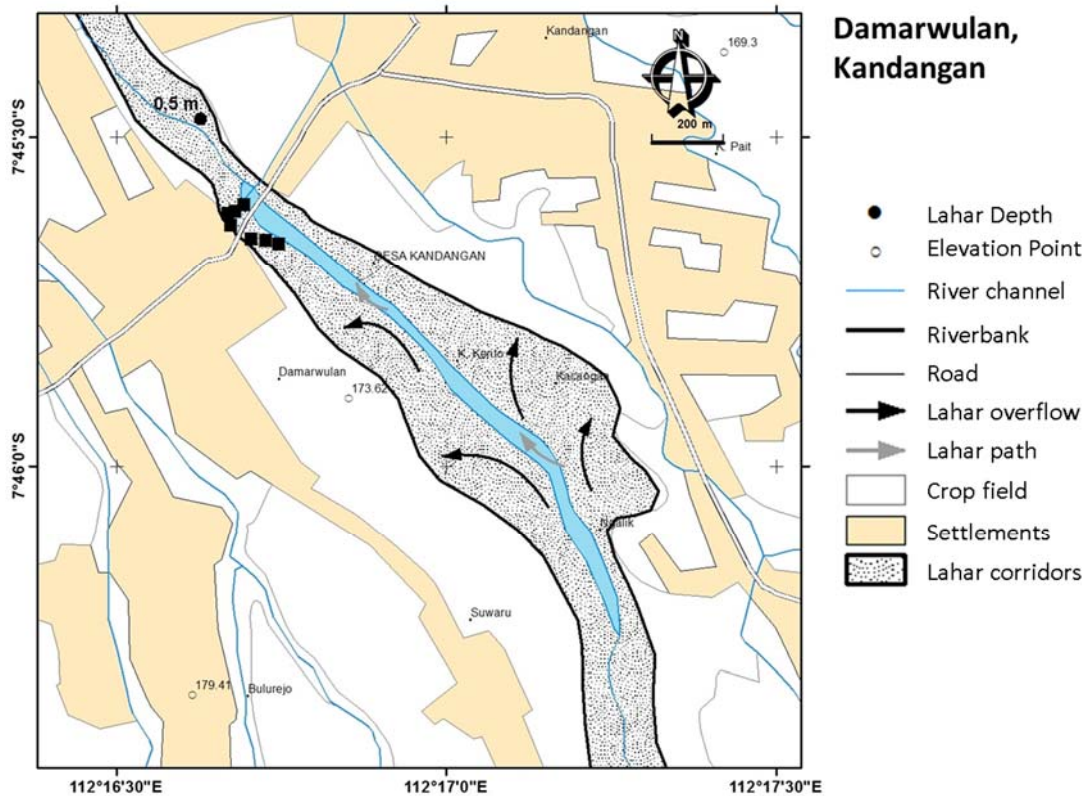 Damarwulan,
Kandangan
Kandangan
169.3
N
200 m
K. Pait
0,5 m
7°45'30"S
DESA KANDANGAN
K. Konto
Kacangan
Damarwulan
173.62
7°46'0"S
Ngalik
Suwaru
179.41
Bulurejo
112°16'30"E
112°17'0"E
112°17'30"E
Lahar Depth
Elevation Point
River channel
Riverbank
Road
Lahar overflow
Lahar path
Crop field
Settlements
Lahar corridors